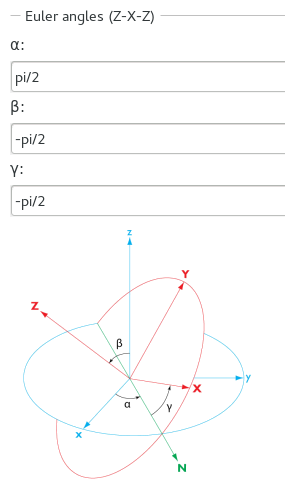 Euler angles (Z-X-Z)
α:
pi/2
β:
-pi/2
γ:
-pi/2
z
Y
Z
β
X
y
γ
α
x
N